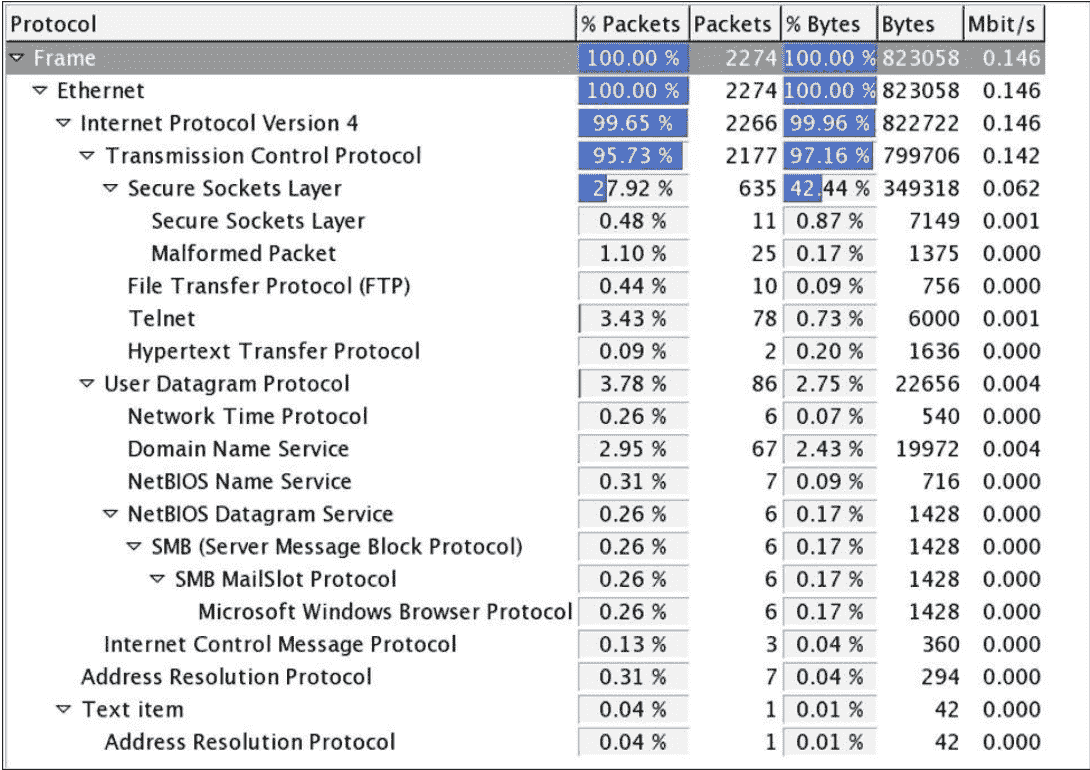 Protocol % Packets Packets % Bytes Bytes Mbit/s
Frame 100.00 % 2274 100.00 % 823058 0.146
Ethernet 100.00 % 2274 100.00 % 823058 0.146
Internet Protocol Version 4 99.65 % 2266 99.96 % 822722 0.146
Transmission Control Protocol 95.73 % 2177 97.16 % 799706 0.142
Secure Sockets Layer 27.92 % 635 42.44 % 349318 0.062
Secure Sockets Layer 0.48 % 11 0.87 % 7149 0.001
Malformed Packet 1.10 % 25 0.17 % 1375 0.000
File Transfer Protocol (FTP) 0.44 % 10 0.09 % 756 0.000
Telnet 3.43 % 78 0.73 % 6000 0.001
Hypertext Transfer Protocol 0.09 % 2 0.20 % 1636 0.000
User Datagram Protocol 3.78 % 86 2.75 % 22656 0.004
Network Time Protocol 0.26 % 6 0.07 % 540 0.000
Domain Name Service 2.95 % 67 2.43 % 19972 0.004
NetBIOS Name Service 0.31 % 7 0.09 % 716 0.000
NetBIOS Datagram Service 0.26 % 6 0.17 % 1428 0.000
SMB (Server Message Block Protocol) 0.26 % 6 0.17 % 1428 0.000
SMB MailSlot Protocol 0.26 % 6 0.17 % 1428 0.000
Microsoft Windows Browser Protocol 0.26 % 6 0.17 % 1428 0.000
Internet Control Message Protocol 0.13 % 3 0.04 % 360 0.000
Address Resolution Protocol 0.31 % 7 0.04 % 294 0.000
Text item 0.04 % 1 0.01 % 42 0.000
Address Resolution Protocol 0.04 % 1 0.01 % 42 0.000